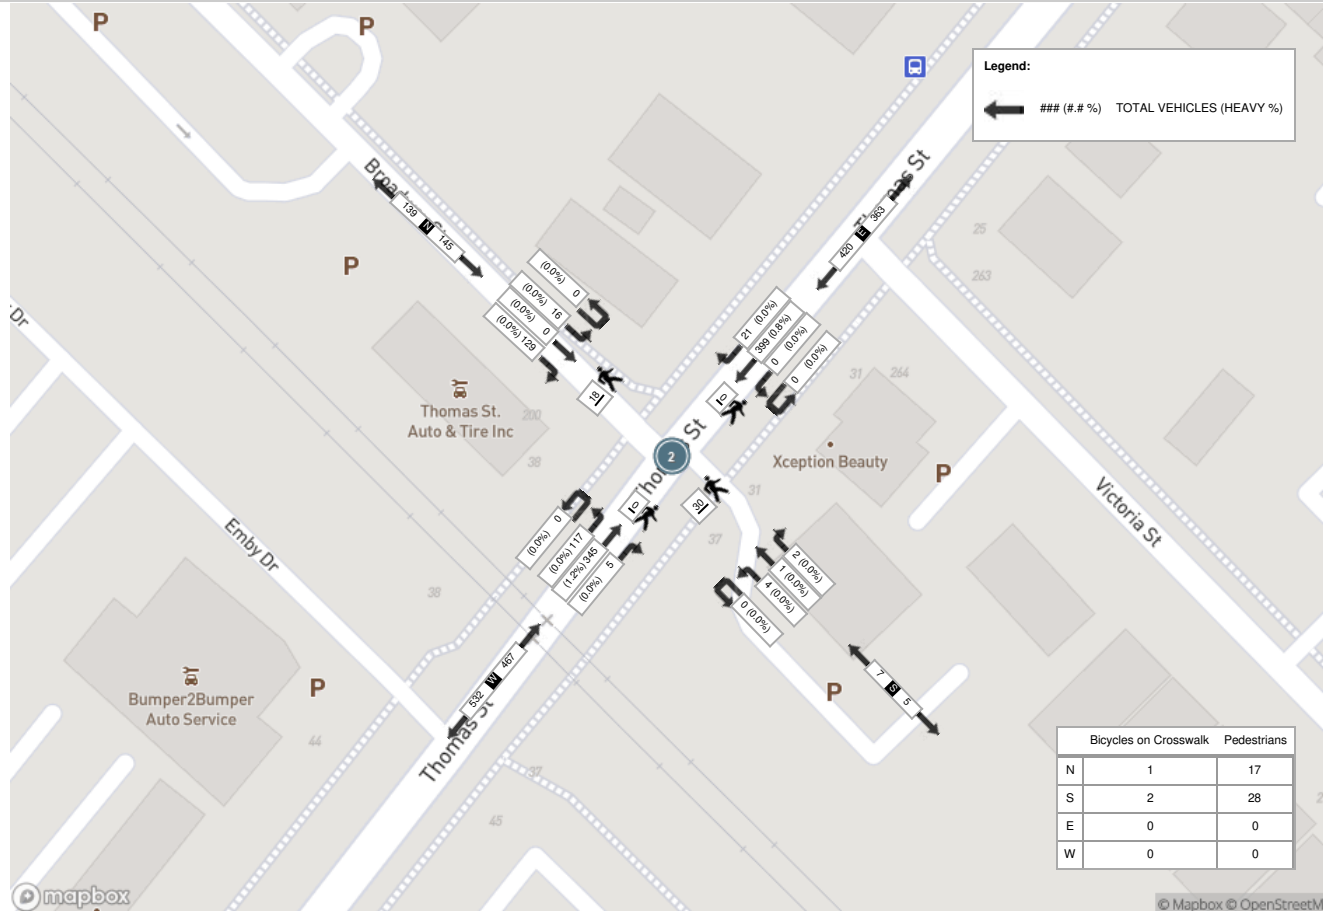 P
P
Legend:
### (#.# %) TOTAL VEHICLES (HEAVY %)
Thomas St
139 N 145
420 E 363
25
263
P
(0.0%) 0
(0.0%) 16
(0.0%) 0
(0.0%) 129
21 (0.0%)
399 (0.8%)
0 (0.0%)
0 (0.0%)
18
0
31
264
Thomas St.
Auto & Tire Inc
200
38
2
Xception Beauty
P
31
37
0
30
Victoria St
Emby Dr
Dr
(0.0%) 0
(0.0%) 117
(1.2%) 345
(0.0%) 5
2 (0.0%)
1 (0.0%)
4 (0.0%)
0 (0.0%)
38
532 W 467
7 S 5
Bumper2Bumper
Auto Service
P
P
44
Thomas St
37
45
Bicycles on Crosswalk Pedestrians
N 1 17
S 2 28
E 0 0
W 0 0
mapbox
© Mapbox © OpenStreetM